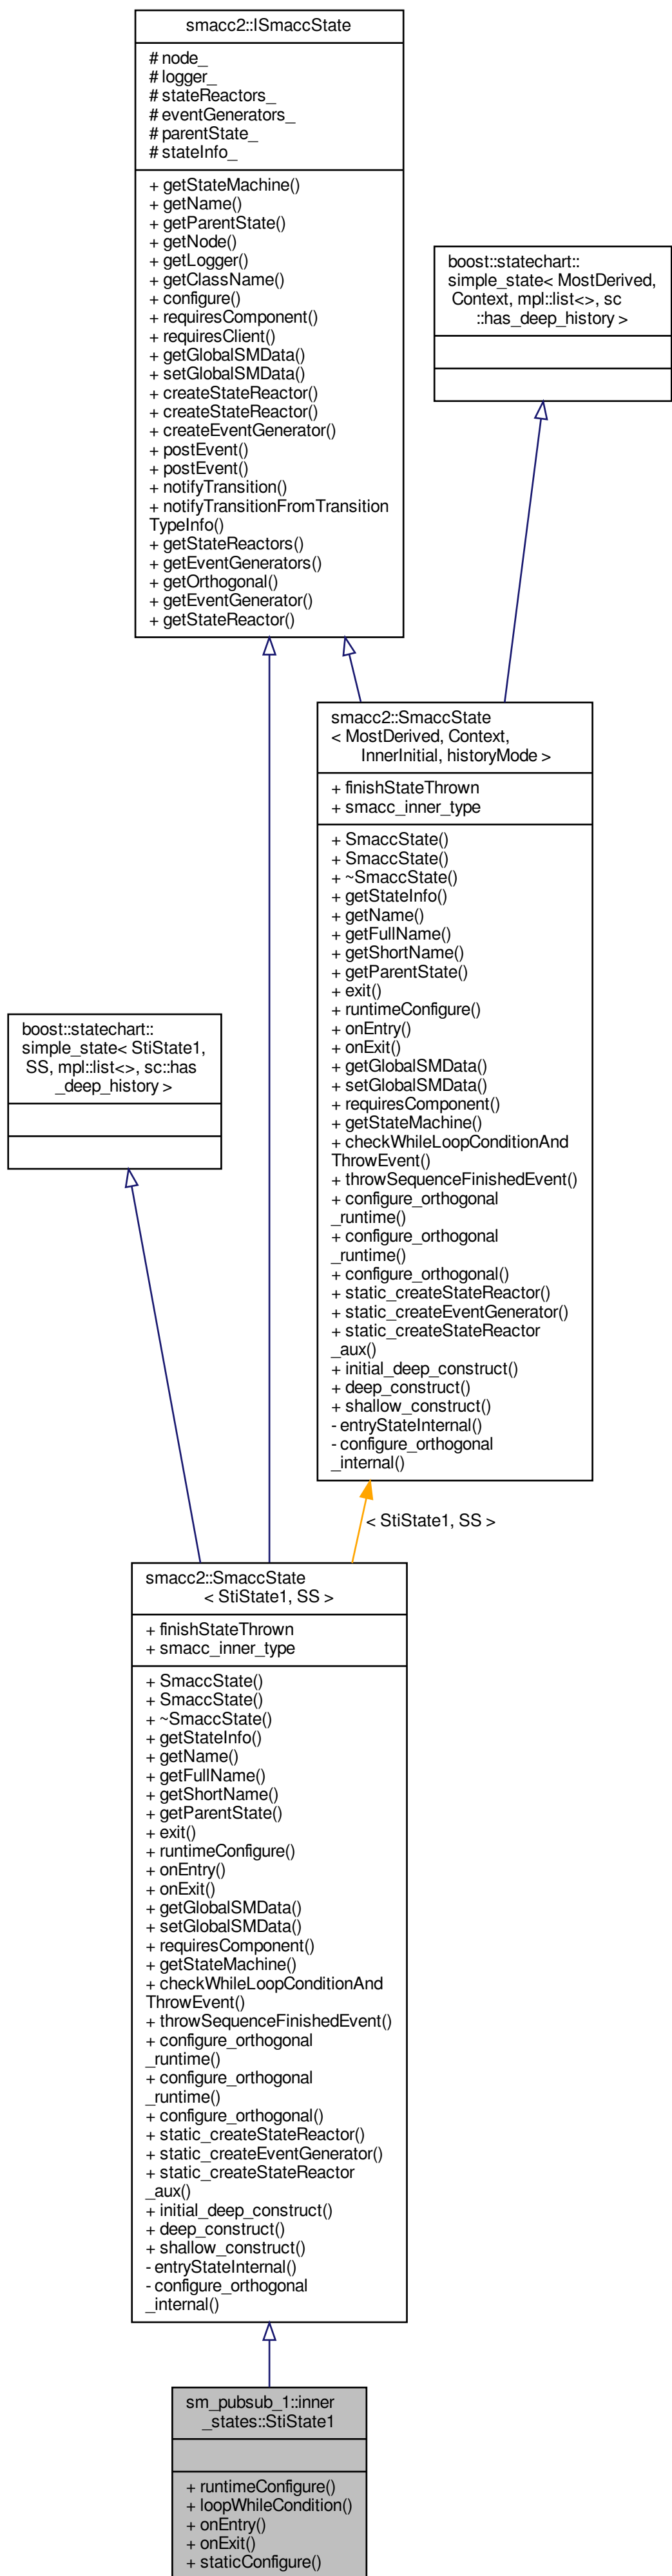 smacc2::ISmaccState
# node_
# logger_
# stateReactors_
# eventGenerators_
# parentState_
# stateInfo_
+ getStateMachine()
+ getName()
+ getParentState()
+ getNode()
+ getLogger()
+ getClassName()
+ configure()
+ requiresComponent()
+ requiresClient()
+ getGlobalSMData()
+ setGlobalSMData()
+ createStateReactor()
+ createStateReactor()
+ createEventGenerator()
+ postEvent()
+ postEvent()
+ notifyTransition()
+ notifyTransitionFromTransition
TypeInfo()
+ getStateReactors()
+ getEventGenerators()
+ getOrthogonal()
+ getEventGenerator()
+ getStateReactor()
boost::statechart::
simple_state< MostDerived,
Context, mpl::list<>, sc
::has_deep_history >
smacc2::SmaccState
< MostDerived, Context,
InnerInitial, historyMode >
+ finishStateThrown
+ smacc_inner_type
+ SmaccState()
+ SmaccState()
+ ~SmaccState()
+ getStateInfo()
+ getName()
+ getFullName()
+ getShortName()
+ getParentState()
+ exit()
+ runtimeConfigure()
+ onEntry()
+ onExit()
+ getGlobalSMData()
+ setGlobalSMData()
+ requiresComponent()
+ getStateMachine()
+ checkWhileLoopConditionAnd
ThrowEvent()
+ throwSequenceFinishedEvent()
+ configure_orthogonal
_runtime()
+ configure_orthogonal
_runtime()
+ configure_orthogonal()
+ static_createStateReactor()
+ static_createEventGenerator()
+ static_createStateReactor
_aux()
+ initial_deep_construct()
+ deep_construct()
+ shallow_construct()
- entryStateInternal()
- configure_orthogonal
_internal()
boost::statechart::
simple_state< StiState1,
SS, mpl::list<>, sc::has
_deep_history >
< StiState1, SS >
smacc2::SmaccState
< StiState1, SS >
+ finishStateThrown
+ smacc_inner_type
+ SmaccState()
+ SmaccState()
+ ~SmaccState()
+ getStateInfo()
+ getName()
+ getFullName()
+ getShortName()
+ getParentState()
+ exit()
+ runtimeConfigure()
+ onEntry()
+ onExit()
+ getGlobalSMData()
+ setGlobalSMData()
+ requiresComponent()
+ getStateMachine()
+ checkWhileLoopConditionAnd
ThrowEvent()
+ throwSequenceFinishedEvent()
+ configure_orthogonal
_runtime()
+ configure_orthogonal
_runtime()
+ configure_orthogonal()
+ static_createStateReactor()
+ static_createEventGenerator()
+ static_createStateReactor
_aux()
+ initial_deep_construct()
+ deep_construct()
+ shallow_construct()
- entryStateInternal()
- configure_orthogonal
_internal()
sm_pubsub_1::inner
_states::StiState1
+ runtimeConfigure()
+ loopWhileCondition()
+ onEntry()
+ onExit()
+ staticConfigure()